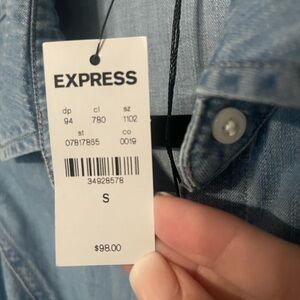 EXPRESS
dp cl sz
94 780 1102
st co
07817855 0019
34928578
S
$98.00